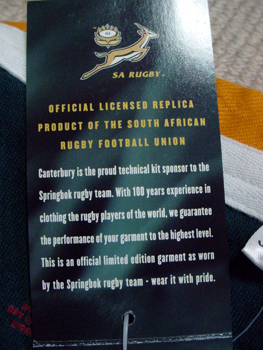 SA RUGBY
OFFICIAL LICENSED REPLICA
PRODUCT OF THE SOUTH AFRICAN
RUGBY FOOTBALL UNION
Canterbury is the proud technical kit sponsor to the
Springbok rugby team. With 100 years experience in
clothing the rugby players of the world, we guarantee
the performance of your garment to the highest level.
This is an official limited edition garment as worn
by the Springbok rugby team - wear it with pride.